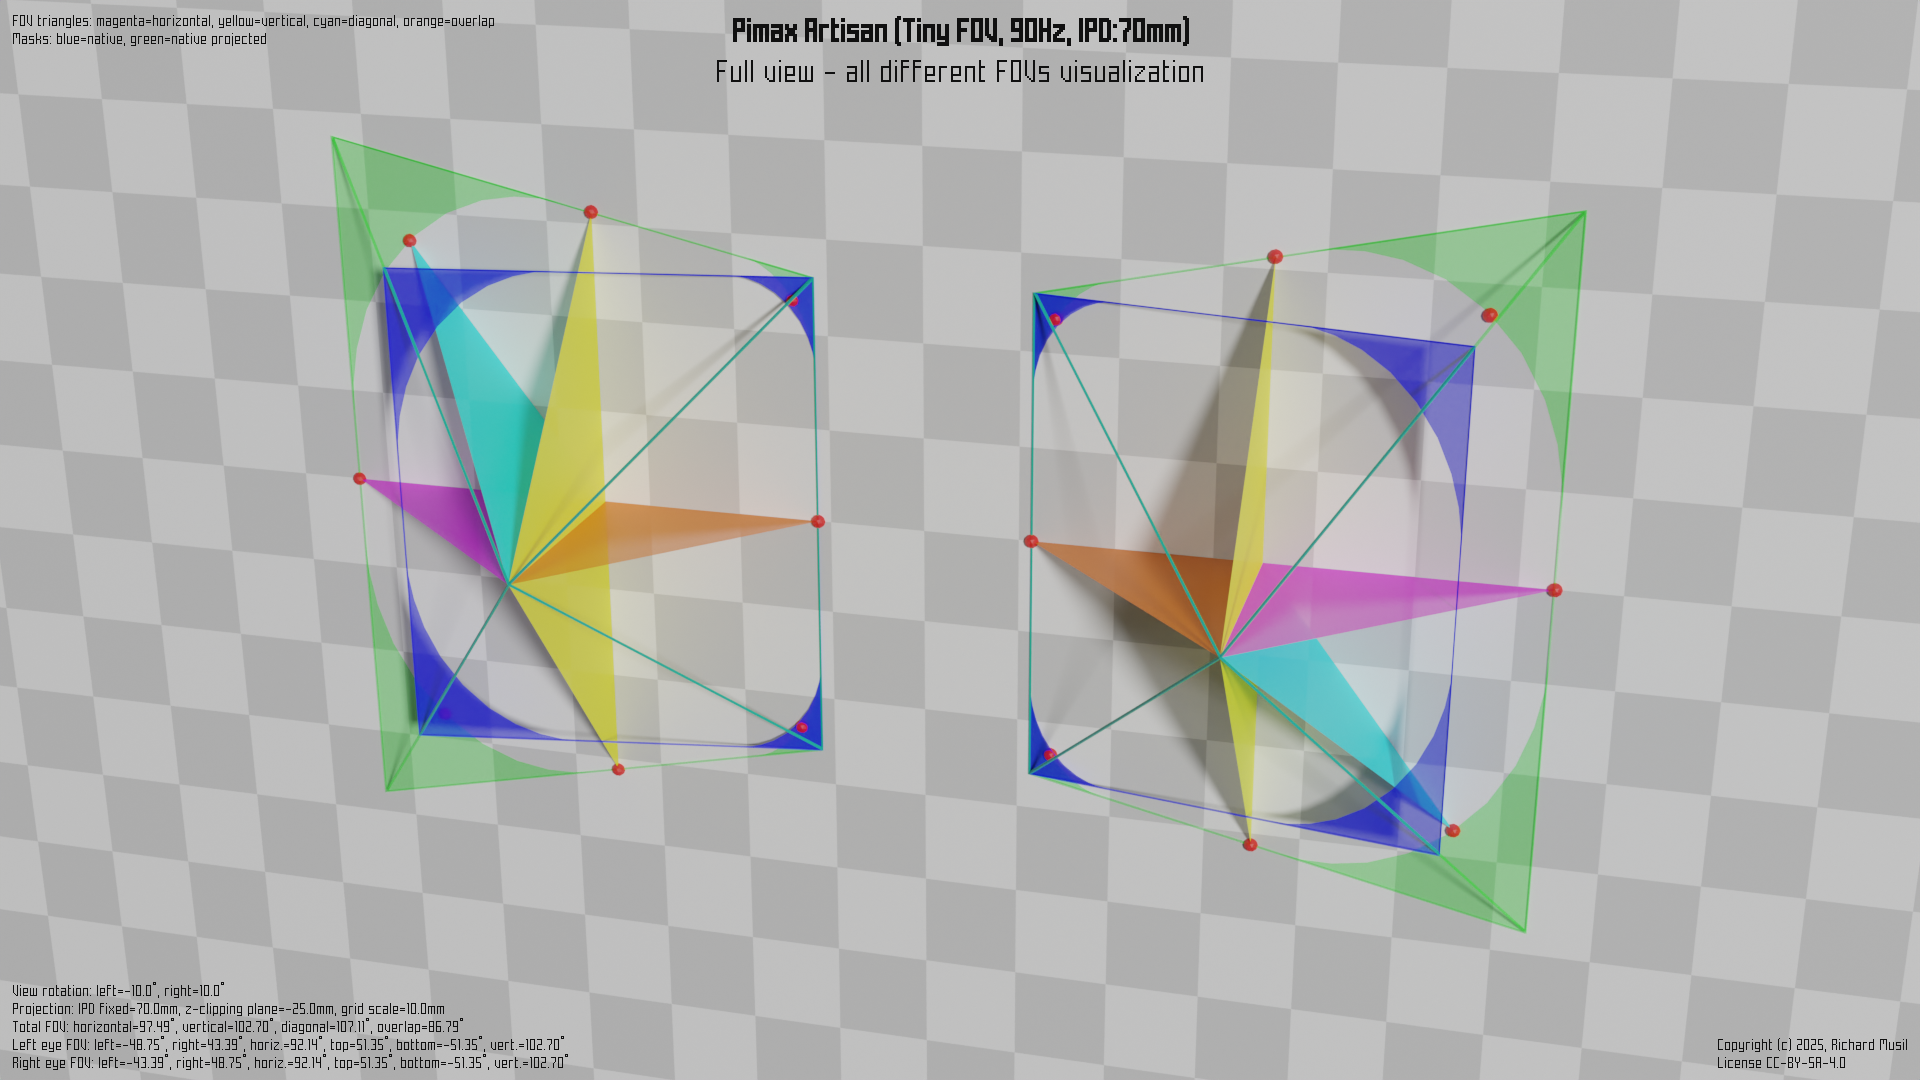 FOV triangles: magenta=horizontal, yellow=vertical, cyan=diagonal, orange=overlap
Masks: blue=native, green=native projected
Pimax Artisan (Tiny FOV, 90Hz, IPD:70mm)
Full view - all different FOVs visualization
View rotation: left=-10.0°, right=10.0°
Projection: IPD fixed=70.0mm, z-clipping plane=-25.0mm, grid scale=10.0mm
Total FOV: horizontal=97.49°, vertical=102.70°, diagonal=107.11°, overlap=86.79°
Left eye FOV: left=-48.75°, right=43.39°, horiz.=92.14°, top=51.35°, bottom=-51.35°, vert.=102.70°
Right eye FOV: left=-43.39°, right=48.75°, horiz.=92.14°, top=51.35°, bottom=-51.35°, vert.=102.70°
Copyright (c) 2025, Richard Musil
License CC-BY-SA-4.0